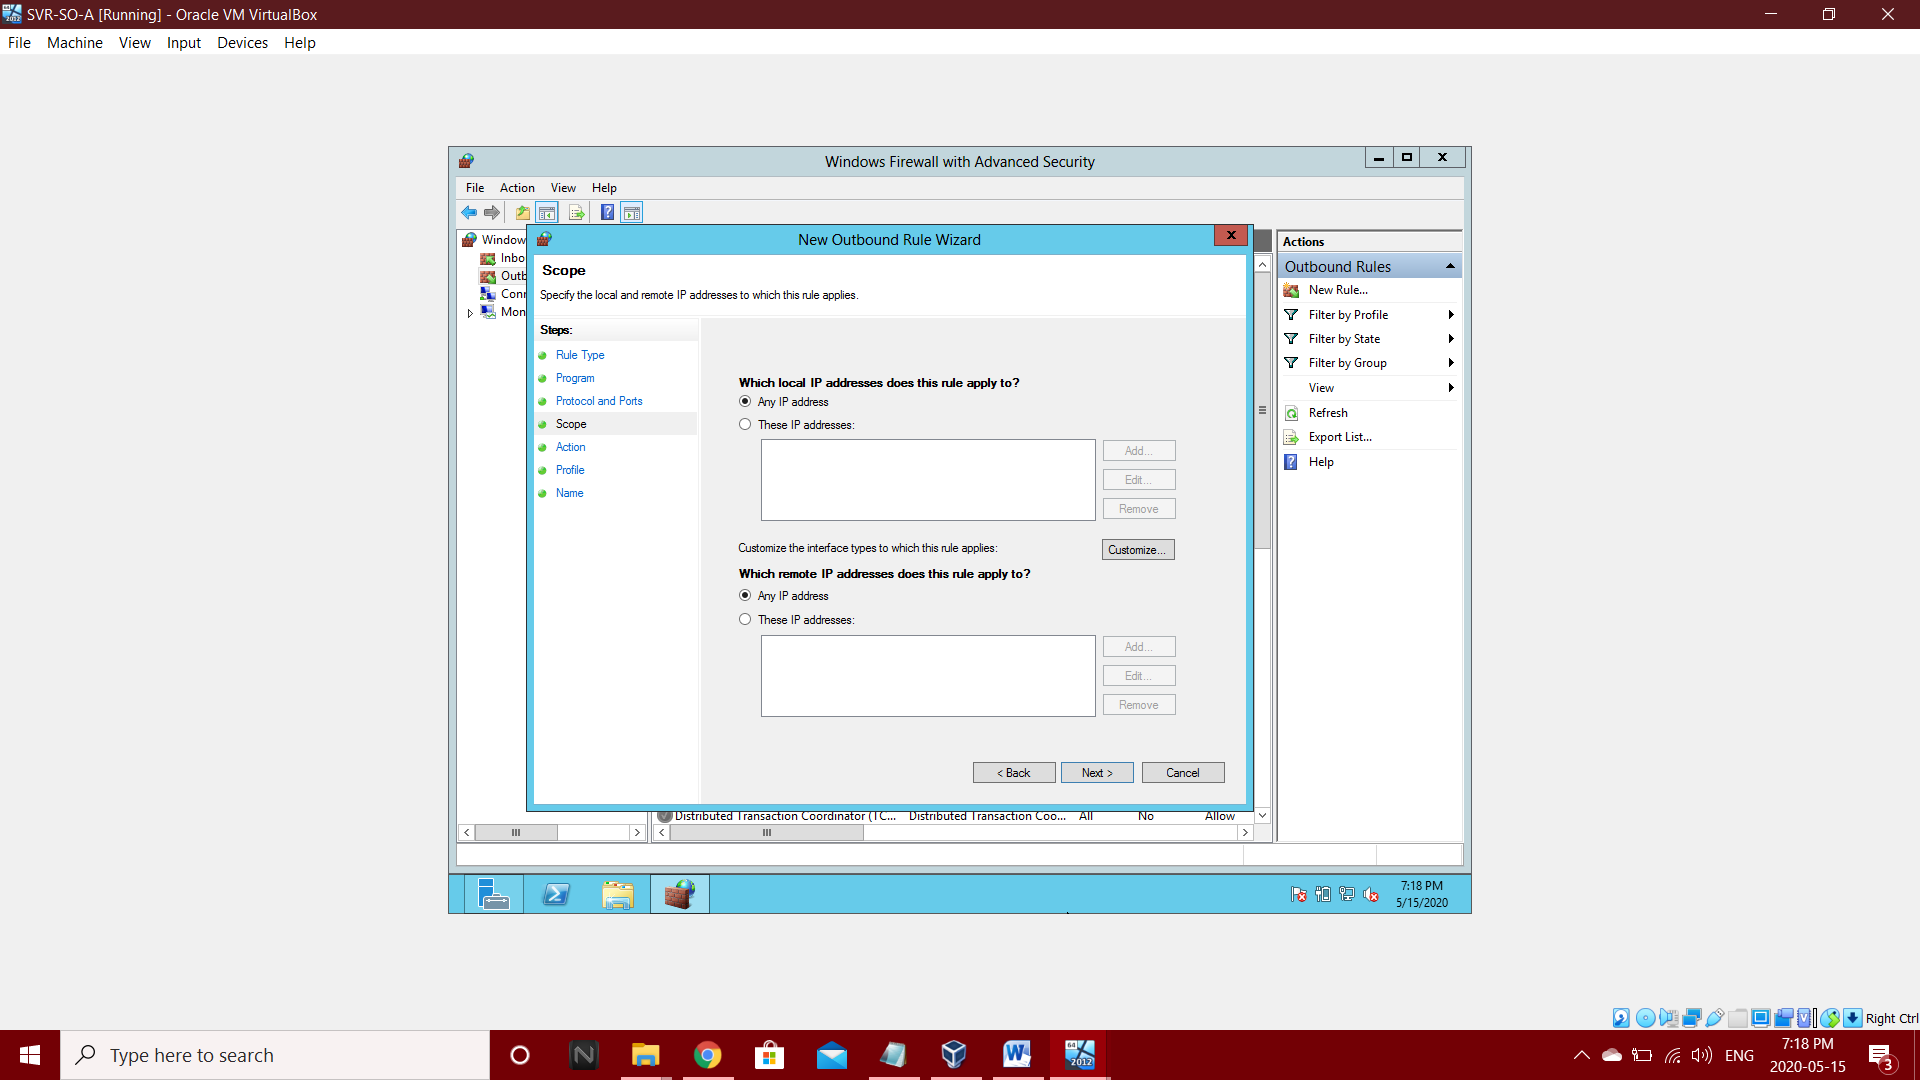 SVR-SO-A [Running] - Oracle VM VirtualBox
File Machine View Input Devices Help
Windows Firewall with Advanced Security
File Action View Help
New Outbound Rule Wizard
Window
Inbo
Outb
Conr
Mon
Scope
Specify the local and remote IP addresses to which this rule applies.
Steps:
Rule Type
Program
Protocol and Ports
Scope
Action
Profile
Name
Which local IP addresses does this rule apply to?
Any IP address
These IP addresses:
Add...
Edit...
Remove
Customize the interface types to which this rule applies:
Customize...
Which remote IP addresses does this rule apply to?
Any IP address
These IP addresses:
Add...
Edit...
Remove
< Back
Next >
Cancel
Distributed Transaction Coordinator (TC... Distributed Transaction Coo... All No Allow
Actions
Outbound Rules
New Rule...
Filter by Profile
Filter by State
Filter by Group
View
Refresh
Export List...
Help
7:18 PM
5/15/2020
Right Ctrl
Type here to search
64
2012
ENG
7:18 PM
2020-05-15
3